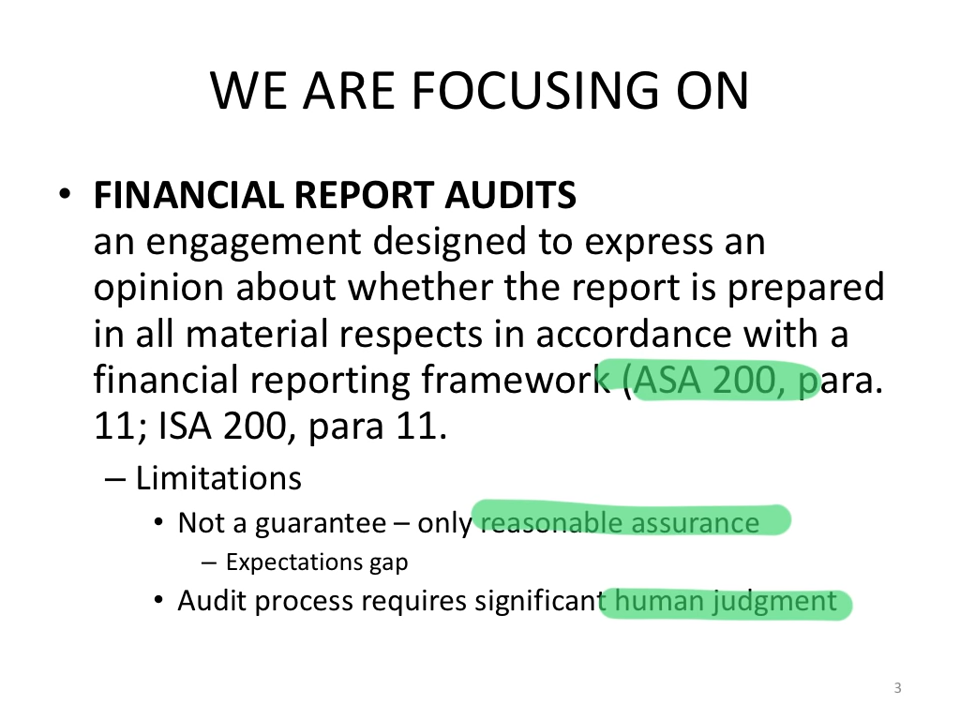 WE ARE FOCUSING ON
• FINANCIAL REPORT AUDITS
an engagement designed to express an
opinion about whether the report is prepared
in all material respects in accordance with a
financial reporting framework (ASA 200, para.
11; ISA 200, para 11.
– Limitations
• Not a guarantee – only reasonable assurance
– Expectations gap
• Audit process requires significant human judgment
3